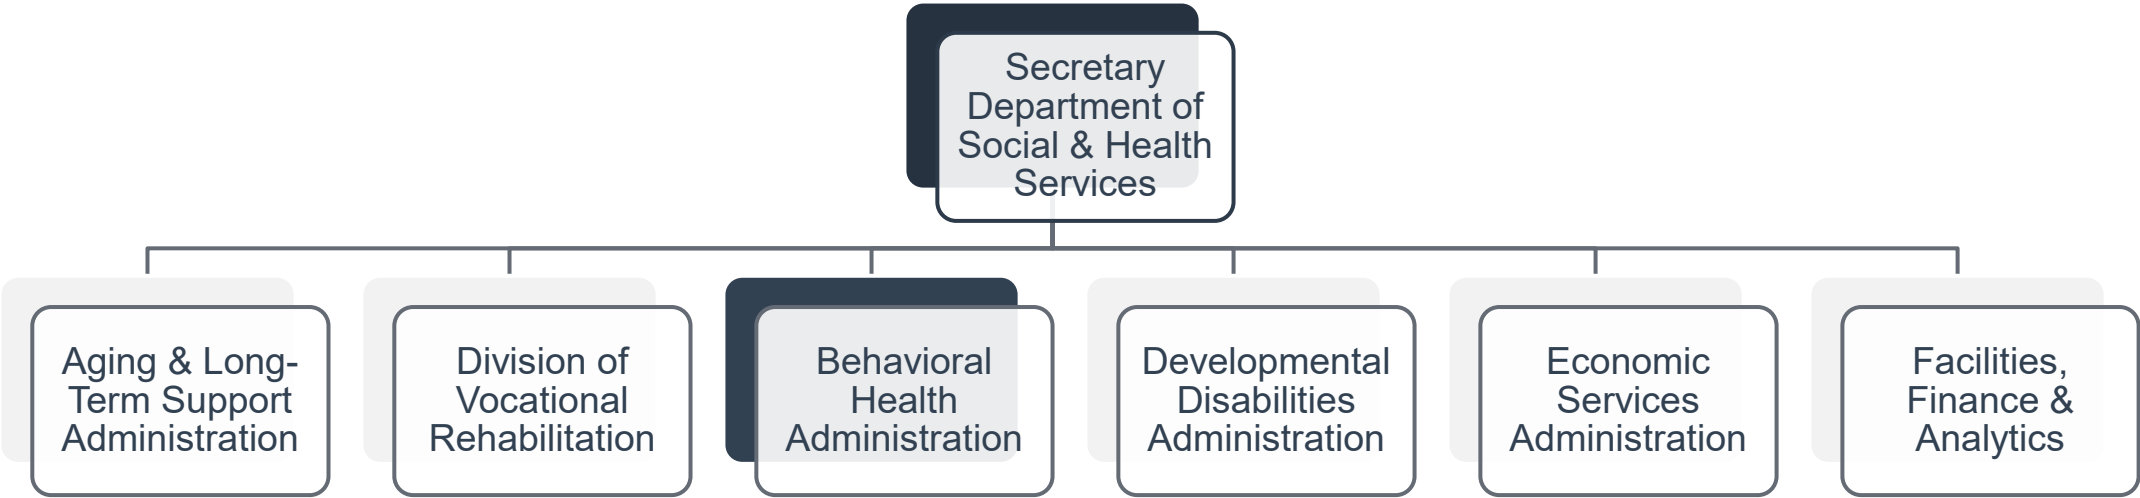 Secretary
Department of
Social & Health
Services
Aging & Long-
Term Support
Administration
Division of
Vocational
Rehabilitation
Behavioral
Health
Administration
Developmental
Disabilities
Administration
Economic
Services
Administration
Facilities,
Finance &
Analytics